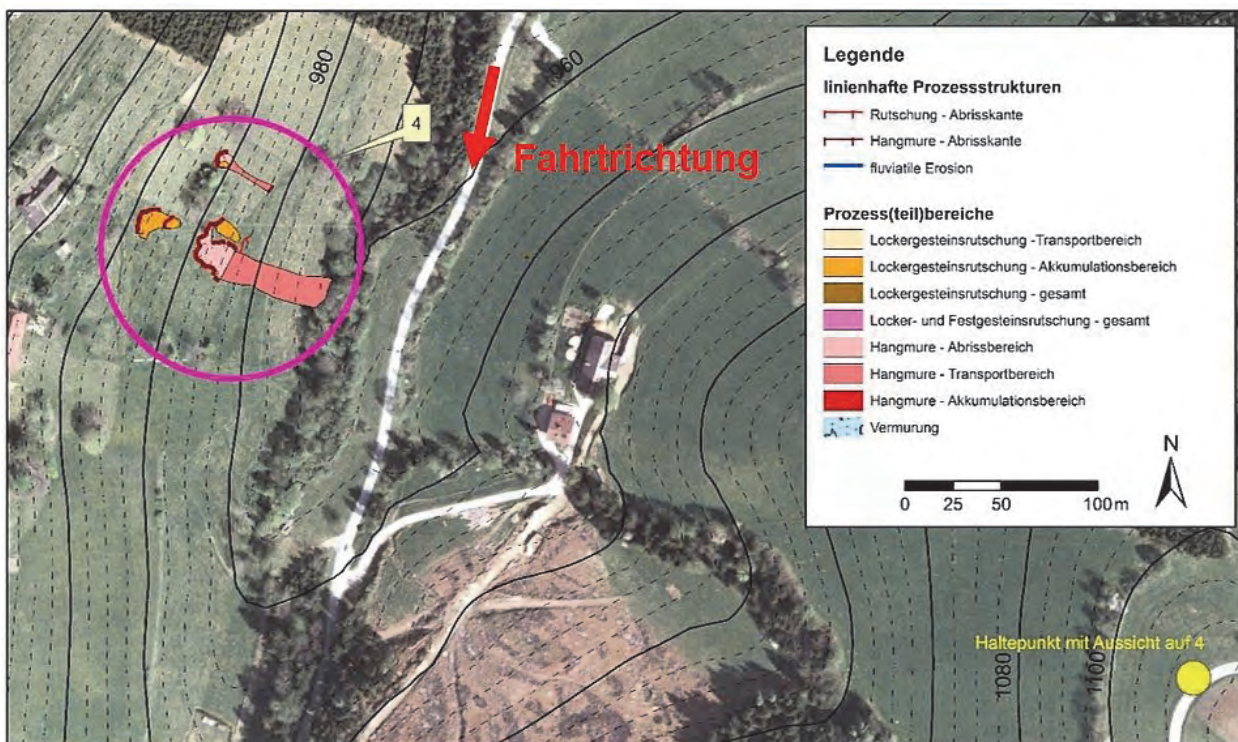 980
960
4
Fahrtrichtung
Legende
linienhafte Prozessstrukturen
Rutschung - Abrisskante
Hangmure - Abrisskante
fluviatile Erosion
Prozess(teil)bereiche
Lockergesteinsrutschung -Transportbereich
Lockergesteinsrutschung - Akkumulationsbereich
Lockergesteinsrutschung - gesamt
Locker- und Festgesteinsrutschung - gesamt
Hangmure - Abrissbereich
Hangmure - Transportbereich
Hangmure - Akkumulationsbereich
Vermurung
N
0 25 50 100 m
Haltepunkt mit Aussicht auf 4
1080
1100